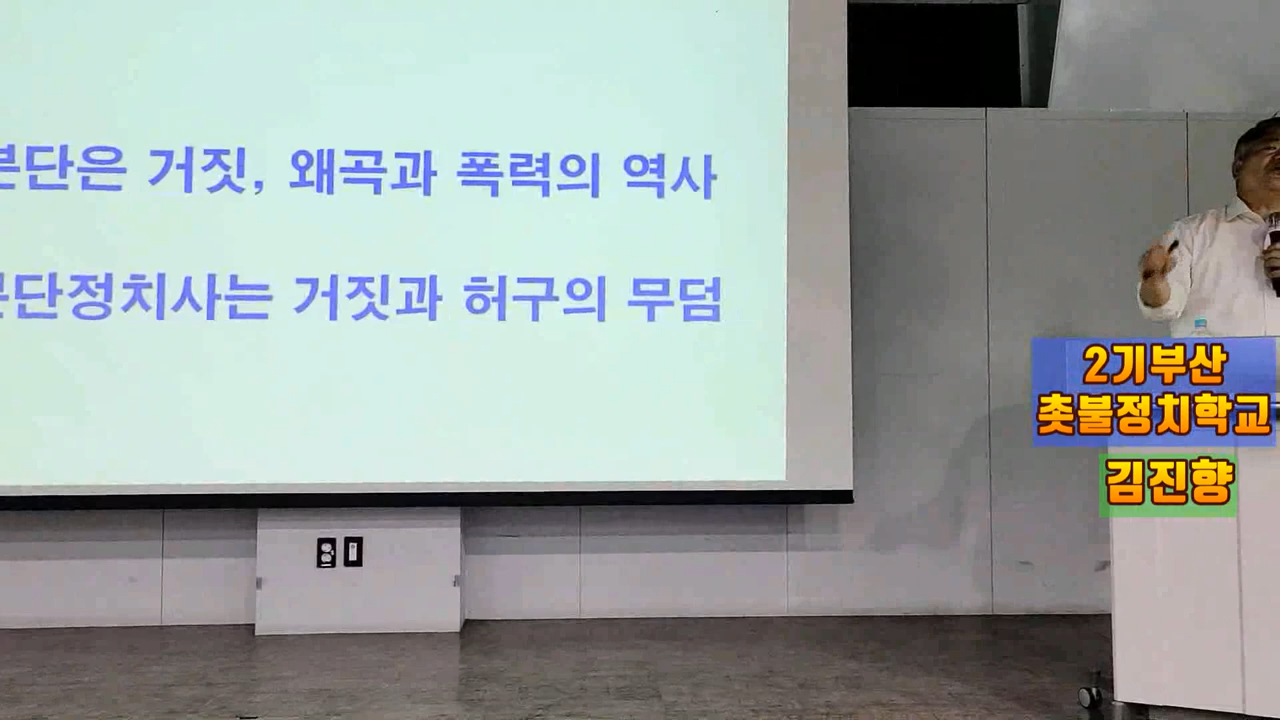 분단은 거짓, 왜곡과 폭력의 역사
분단정치사는 거짓과 허구의 무덤
2기부산
촛불정치학교
김진향